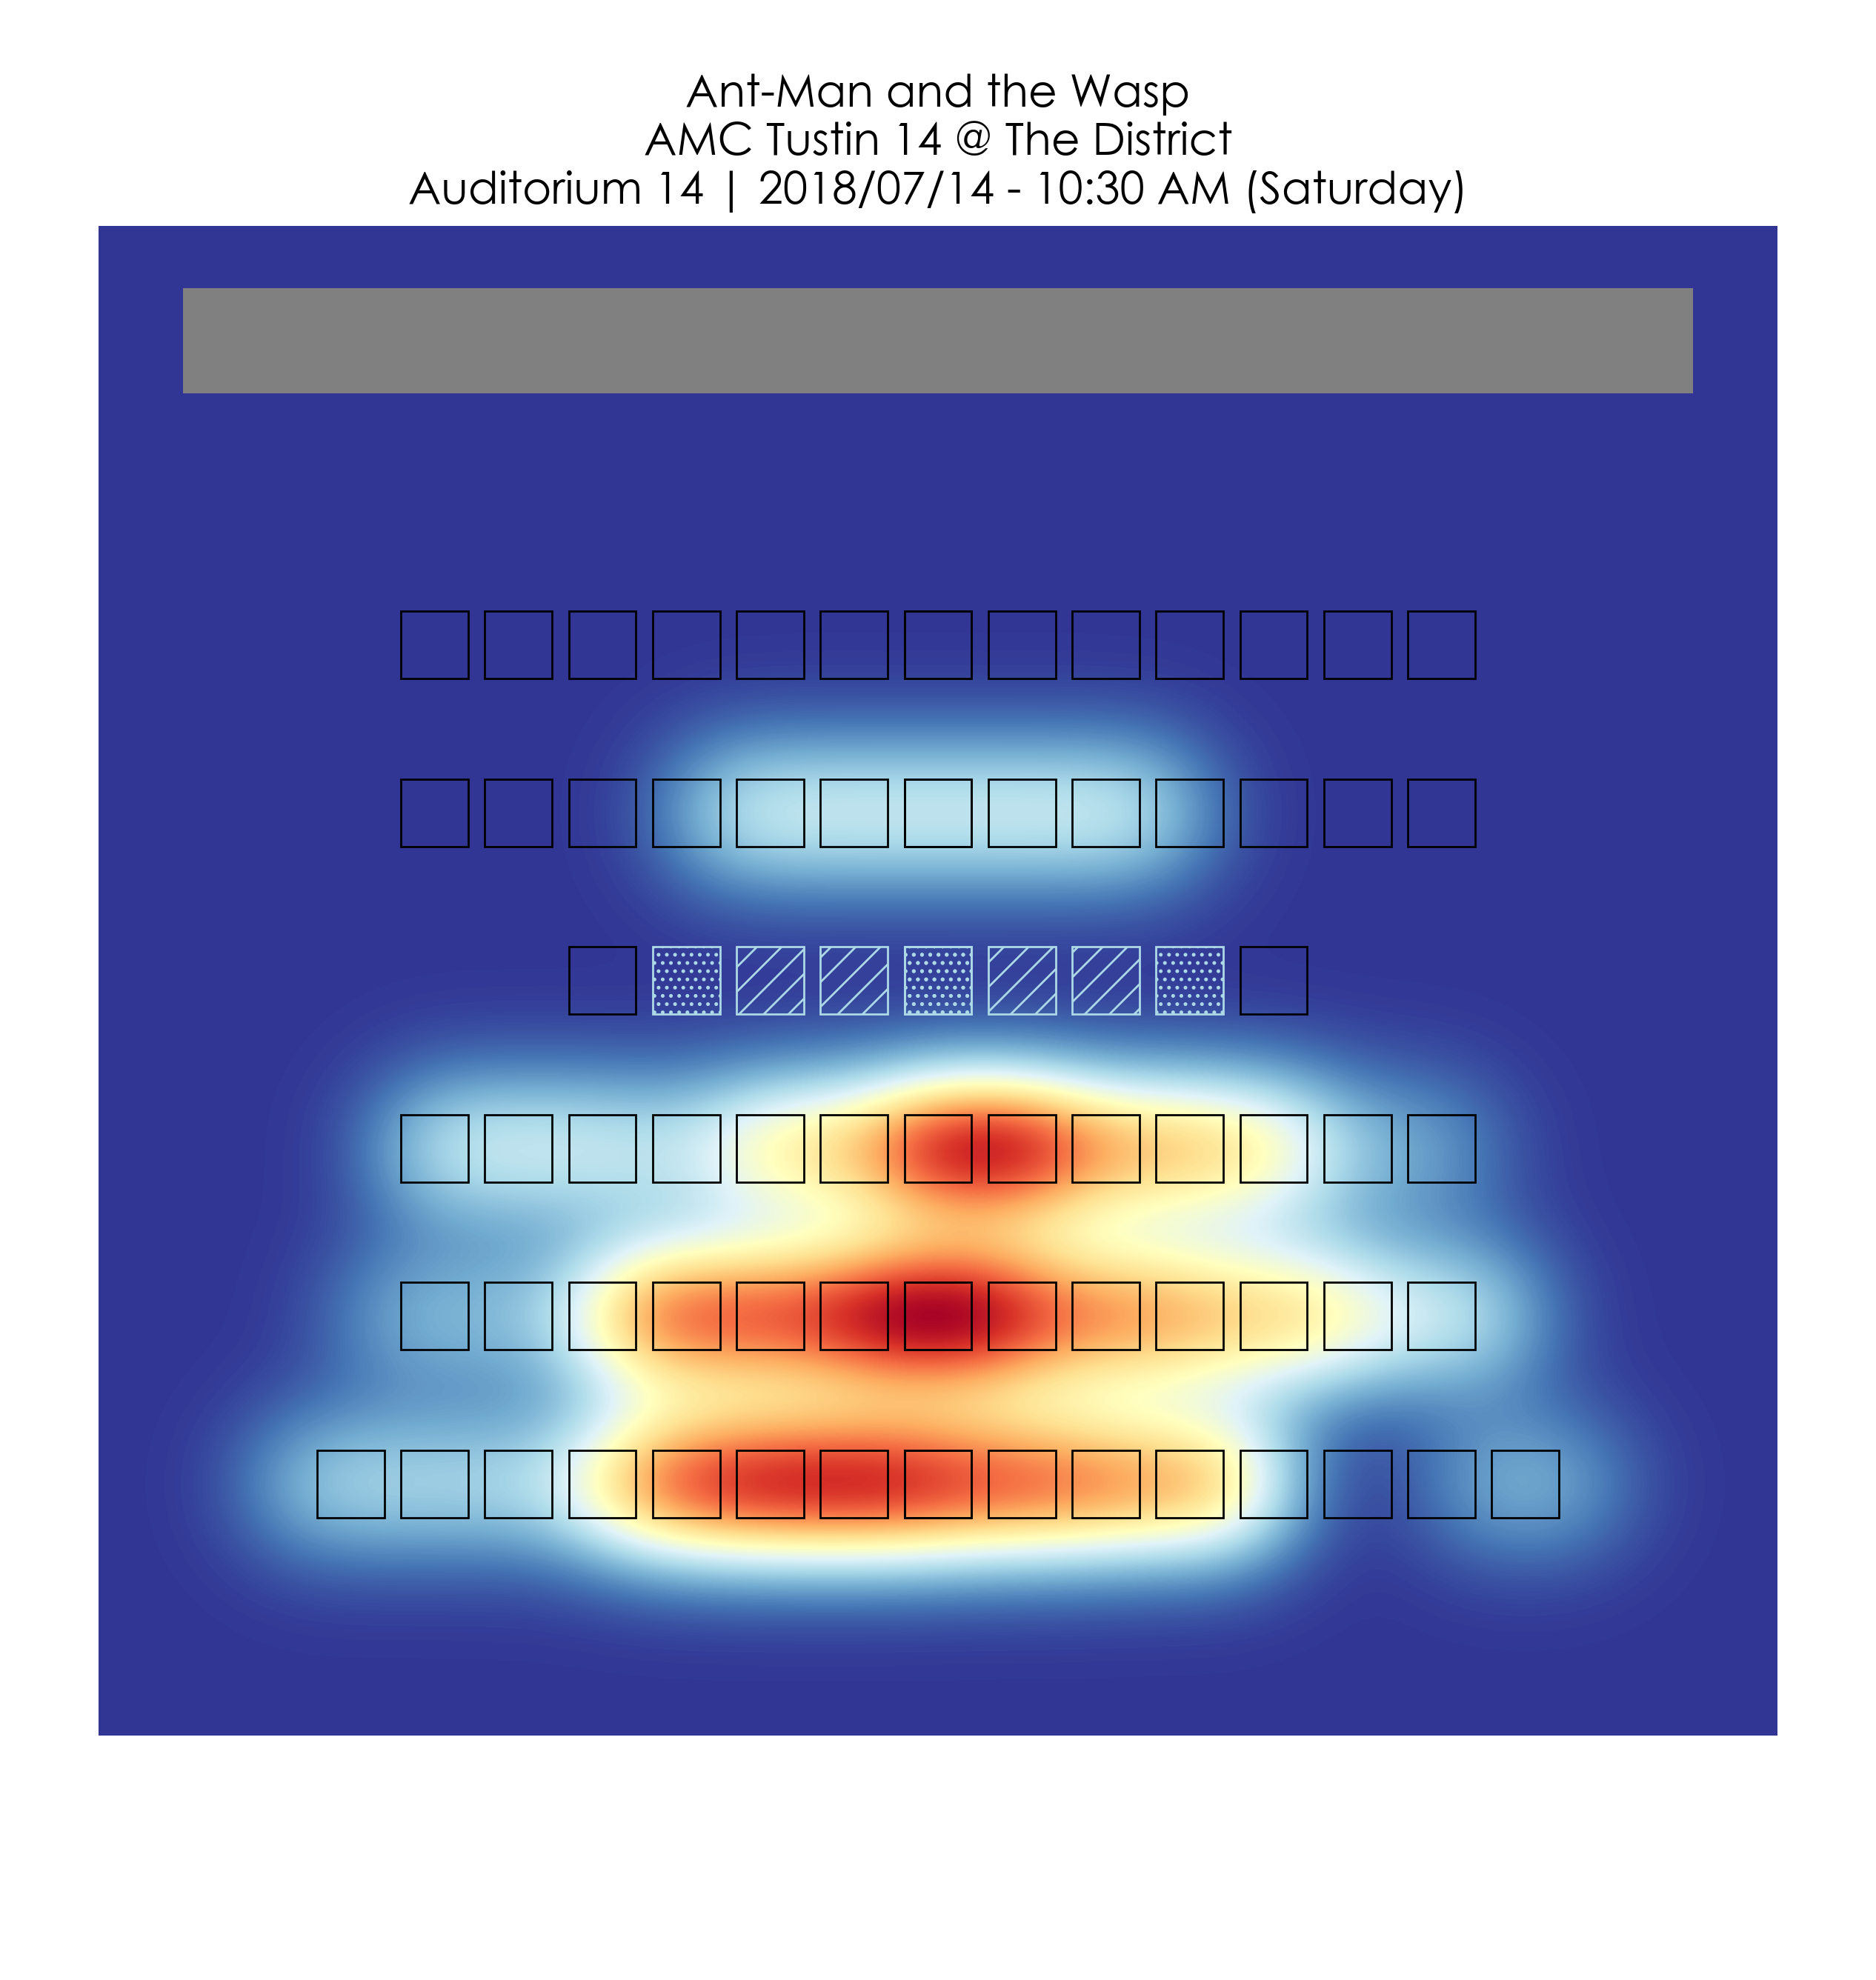 Ant-Man and the Wasp
AMC Tustin 14 @ The District
Auditorium 14 | 2018/07/14 - 10:30 AM (Saturday)